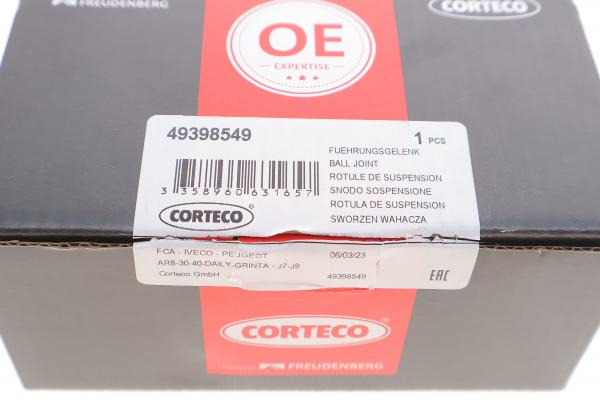 FREUDENBERG
CORTECO
OE
EXPERTISE
49398549
1 PCS
FUEHRUNGSGELENK
BALL JOINT
ROTULE DE SUSPENSION
SNODO SOSPENSIONE
ROTULA DE SUSPENSION
SWORZEN WAHACZA
3 358960 631657
CORTECO
FCA - IVECO - PEUGEOT
AR8-30-40-DAILY-GRINTA - J7-J9
Corteco GmbH
06/03/23
49398549
EAC
CORTECO
FREUDENBERG